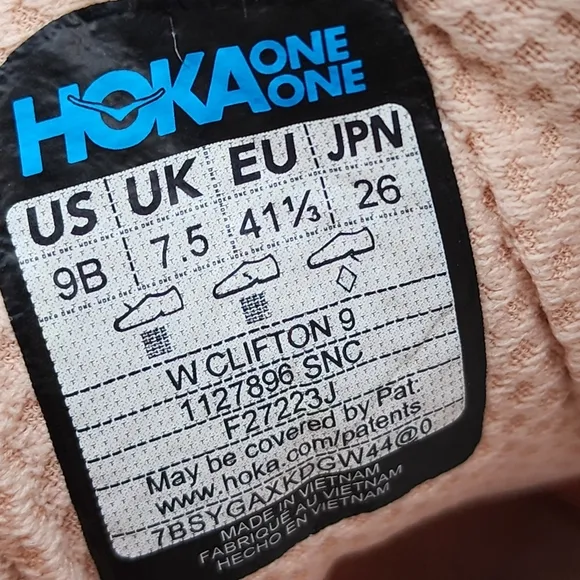 HOKA ONE ONE
US UK EU JPN
9B 7.5 41⅓ 26
W CLIFTON 9
1127896 SNC
F27223J
May be covered by Pat.
www.hoka.com/patents
7BSYGAXKDGW44@0
MADE IN VIETNAM
FABRIQUÉ AU VIETNAM
HECHO EN VIETNAM